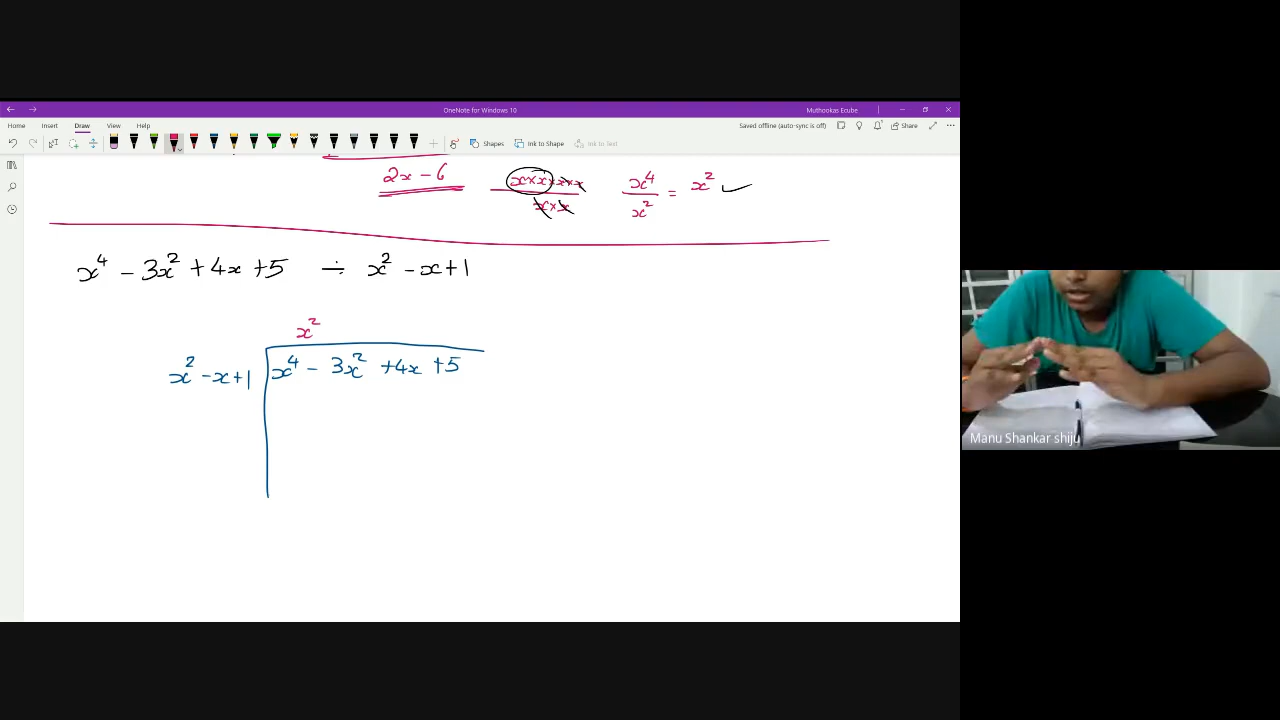 OneNote for Windows 10
Muthookas Ecube
Home Insert Draw View Help
Saved offline (auto-sync is off) Share
Shapes Ink to Shape Ink to Text
2x - 6
x×x×x×x
x×x
x⁴
x²
= x² ✓
x⁴ - 3x² + 4x + 5 ÷ x² - x + 1
x²
x² - x + 1 x⁴ - 3x² + 4x + 5
Manu Shankar shiju